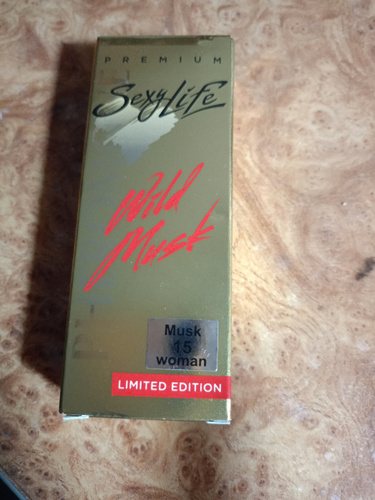 PREMIUM
Sexy Life
Wild
Musk
Musk
15
woman
LIMITED EDITION